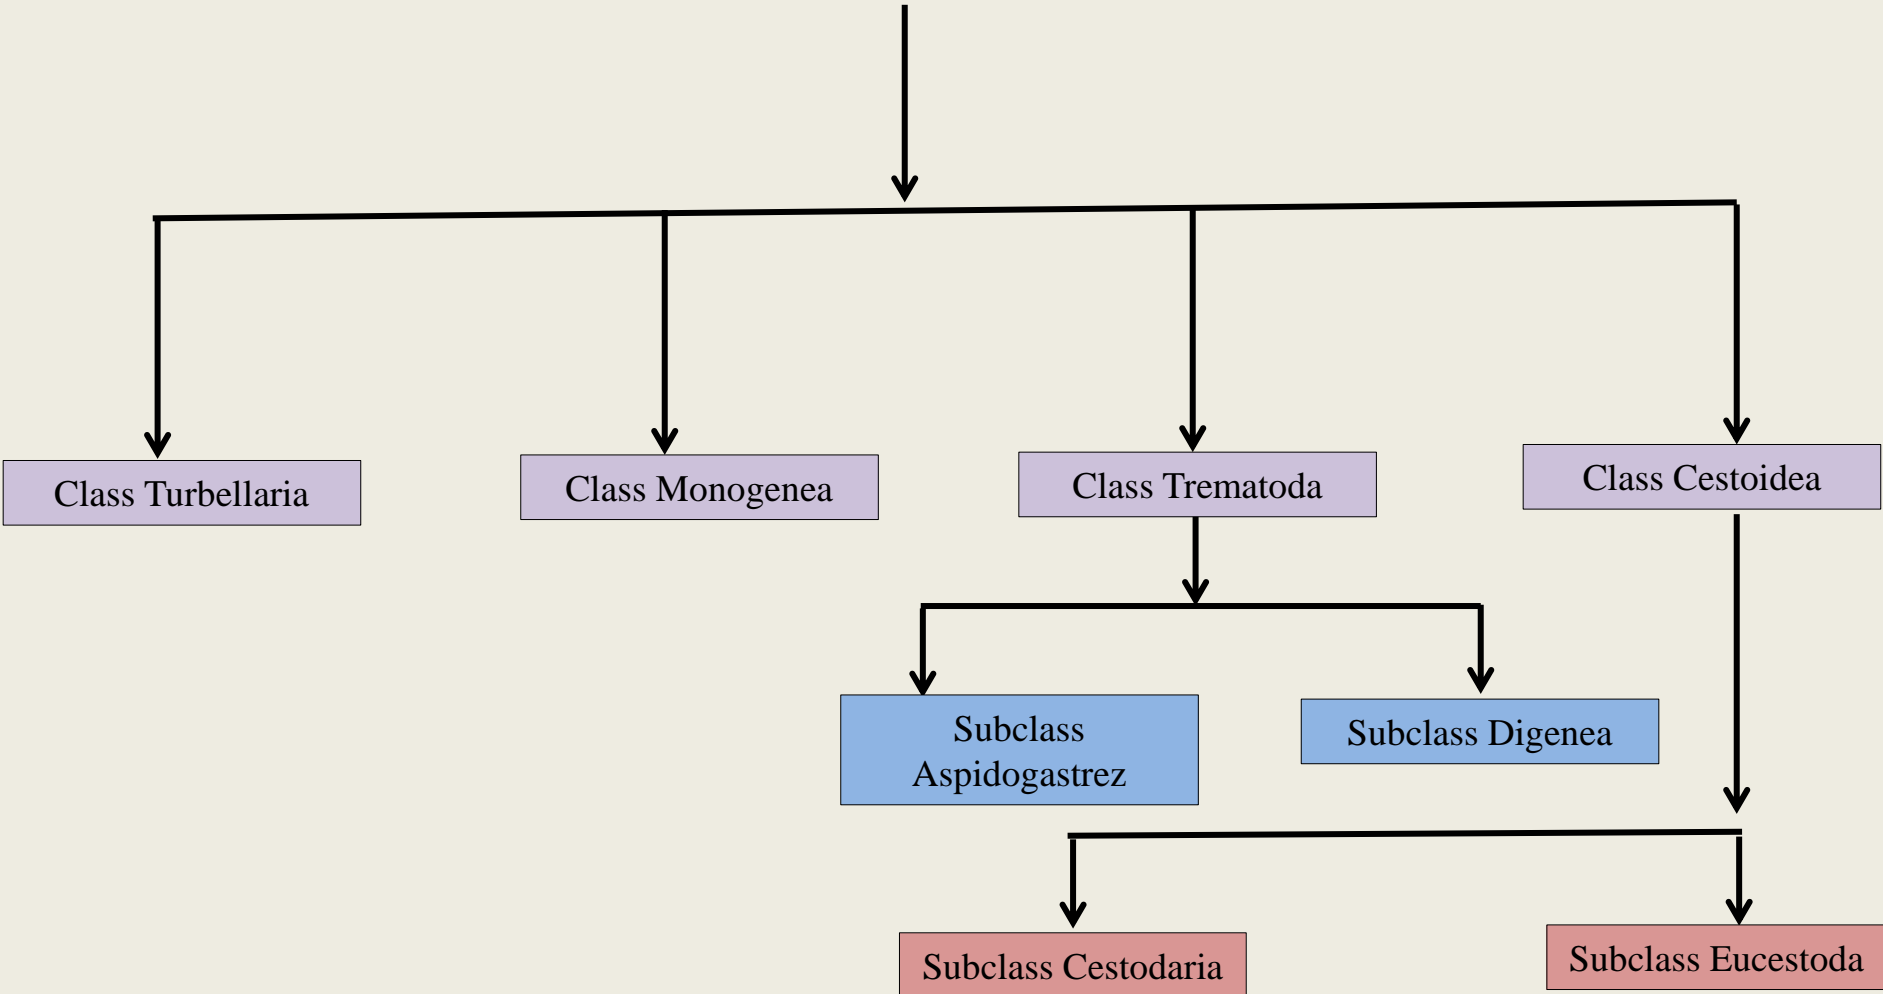 Class Turbellaria
Class Monogenea
Class Trematoda
Class Cestoidea
Subclass
Aspidogastrez
Subclass Digenea
Subclass Cestodaria
Subclass Eucestoda